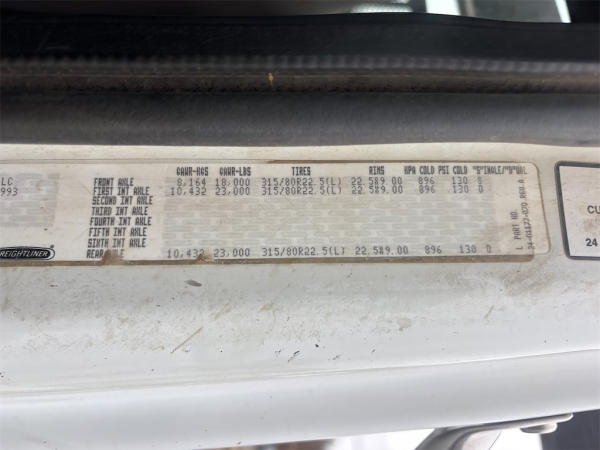 GAWR-KGS GAWR-LBS TIRES RIMS KPA COLD PSI COLD "S"INGLE/"D"UAL
LC FRONT AXLE 8,164 18,000 315/80R22.5(L) 22.5X9.00 896 130 S
993 FIRST INT AXLE 10,432 23,000 315/80R22.5(L) 22.5X9.00 896 130 D
SECOND INT AXLE
THIRD INT AXLE
FOURTH INT AXLE
FIFTH INT AXLE
SIXTH INT AXLE
REAR 10,432 23,000 315/80R22.5(L) 22.5X9.00 896 130 D
FREIGHTLINER
L PART NO.
REV A
CU
24